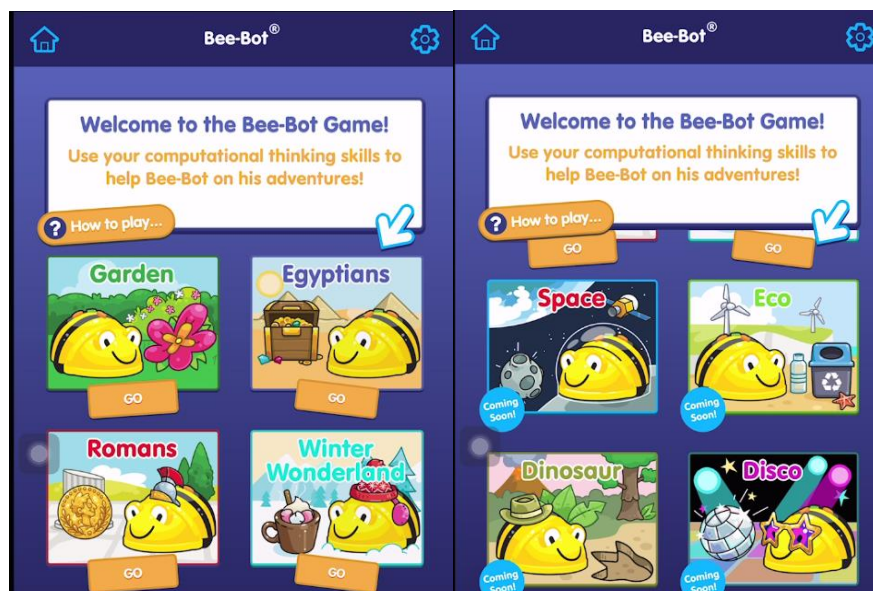 Bee-Bot®
Welcome to the Bee-Bot Game!
Use your computational thinking skills to
help Bee-Bot on his adventures!
? How to play...
Garden
GO
Egyptians
GO
Romans
GO
Winter
Wonderland
GO
Bee-Bot®
Welcome to the Bee-Bot Game!
Use your computational thinking skills to
help Bee-Bot on his adventures!
? How to play...
GO
GO
Space
Coming
Soon!
Eco
Coming
Soon!
Dinosaur
Coming
Soon!
Disco
Coming
Soon!